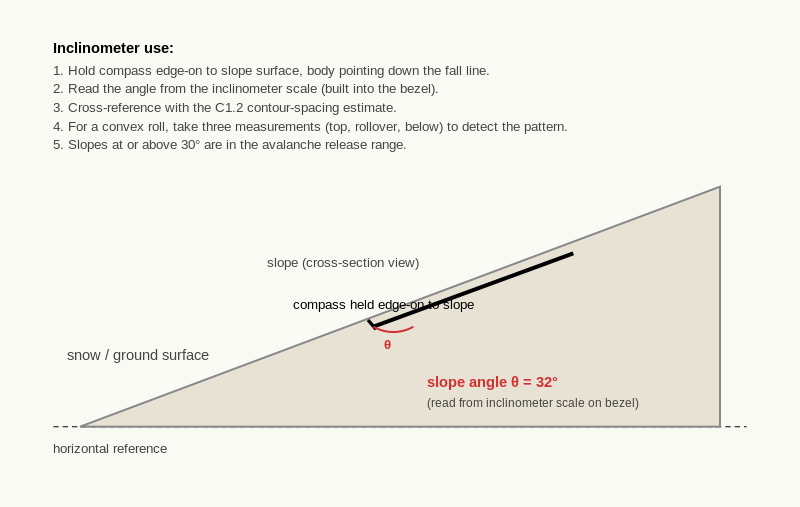 Inclinometer use:
1. Hold compass edge-on to slope surface, body pointing down the fall line.
2. Read the angle from the inclinometer scale (built into the bezel).
3. Cross-reference with the C1.2 contour-spacing estimate.
4. For a convex roll, take three measurements (top, rollover, below) to detect the pattern.
5. Slopes at or above 30° are in the avalanche release range.
slope (cross-section view)
compass held edge-on to slope
θ
snow / ground surface
slope angle θ = 32°
(read from inclinometer scale on bezel)
horizontal reference